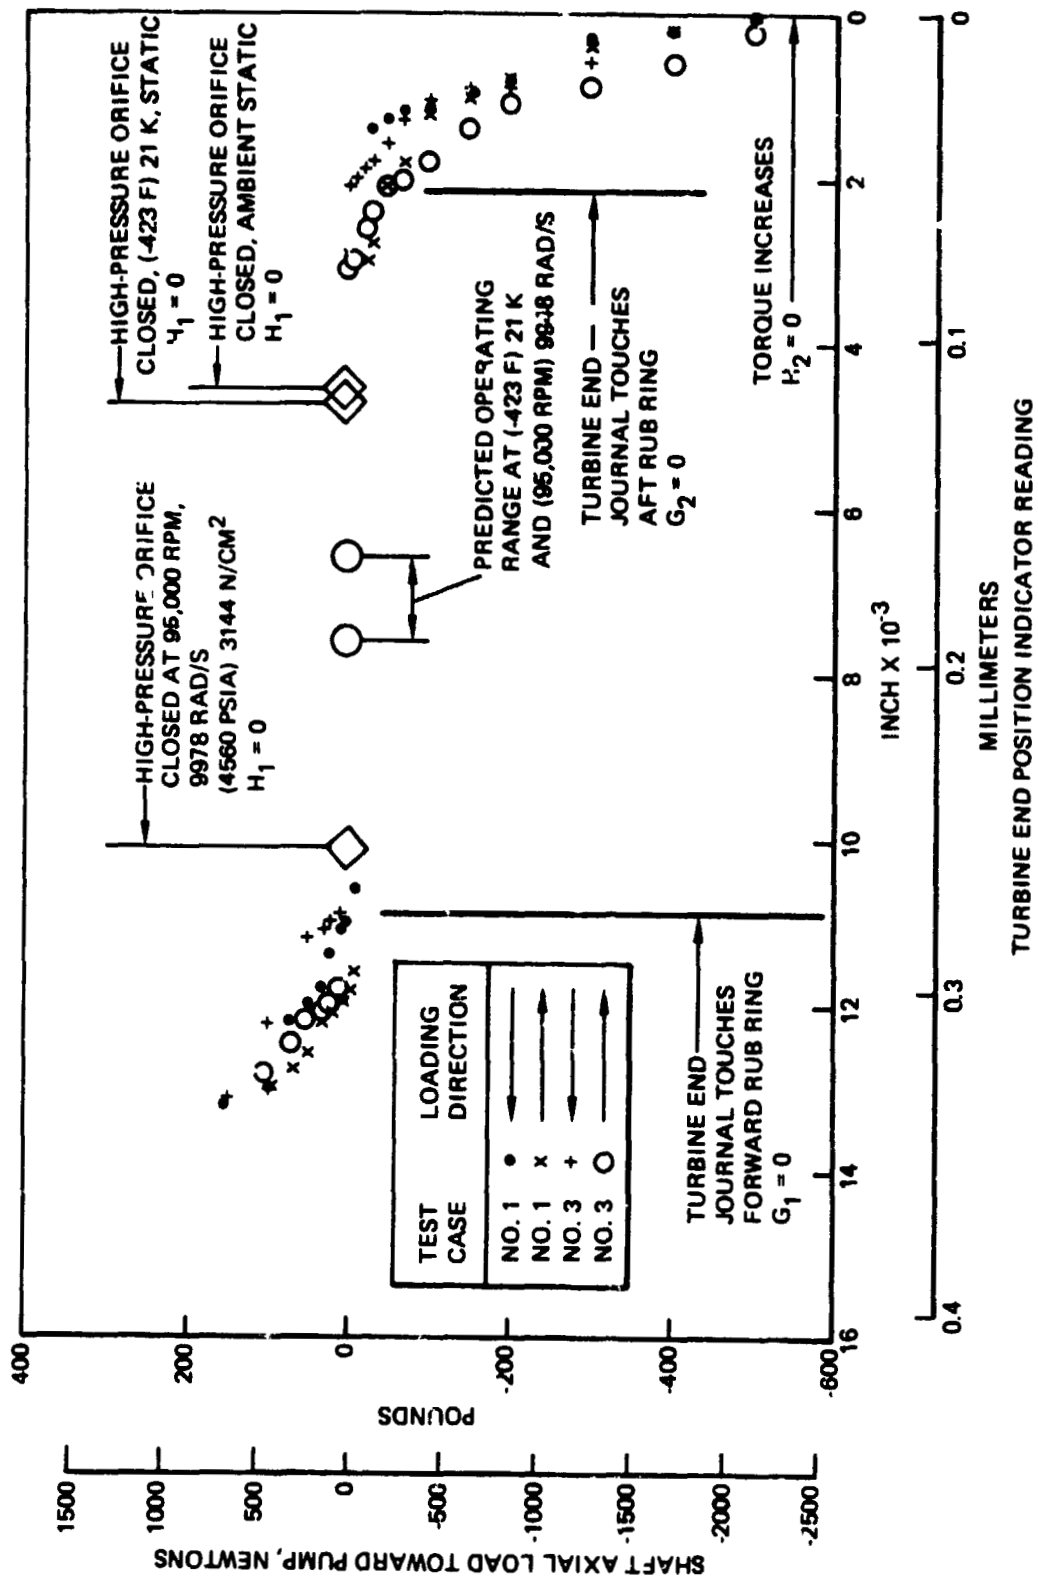 HIGH-PRESSURE ORIFICE
CLOSED, (-423 F) 21 K, STATIC
H1 = 0
HIGH-PRESSURE ORIFICE
CLOSED, AMBIENT STATIC
H1 = 0
HIGH-PRESSURE ORIFICE
CLOSED AT 95,000 RPM,
9978 RAD/S
(4560 PSIA) 3144 N/CM2
H1 = 0
PREDICTED OPERATING
RANGE AT (-423 F) 21 K
AND (95,000 RPM) RAD/S
TURBINE END
JOURNAL TOUCHES
AFT RUB RING
G2 = 0
TORQUE INCREASES
H2 = 0
TURBINE END
JOURNAL TOUCHES
FORWARD RUB RING
G1 = 0
TEST CASE LOADING DIRECTION
NO. 1 •
NO. 1 x
NO. 3 +
NO. 3 O
400 200 0 -200 -400 -600
POUNDS
1500 1000 500 0 -500 -1000 -1500 -2000 -2500
SHAFT AXIAL LOAD TOWARD PUMP, NEWTONS
16 14 12 10 8 6 4 2 0
INCH X 10-3
0.4 0.3 0.2 0.1 0
MILLIMETERS
TURBINE END POSITION INDICATOR READING